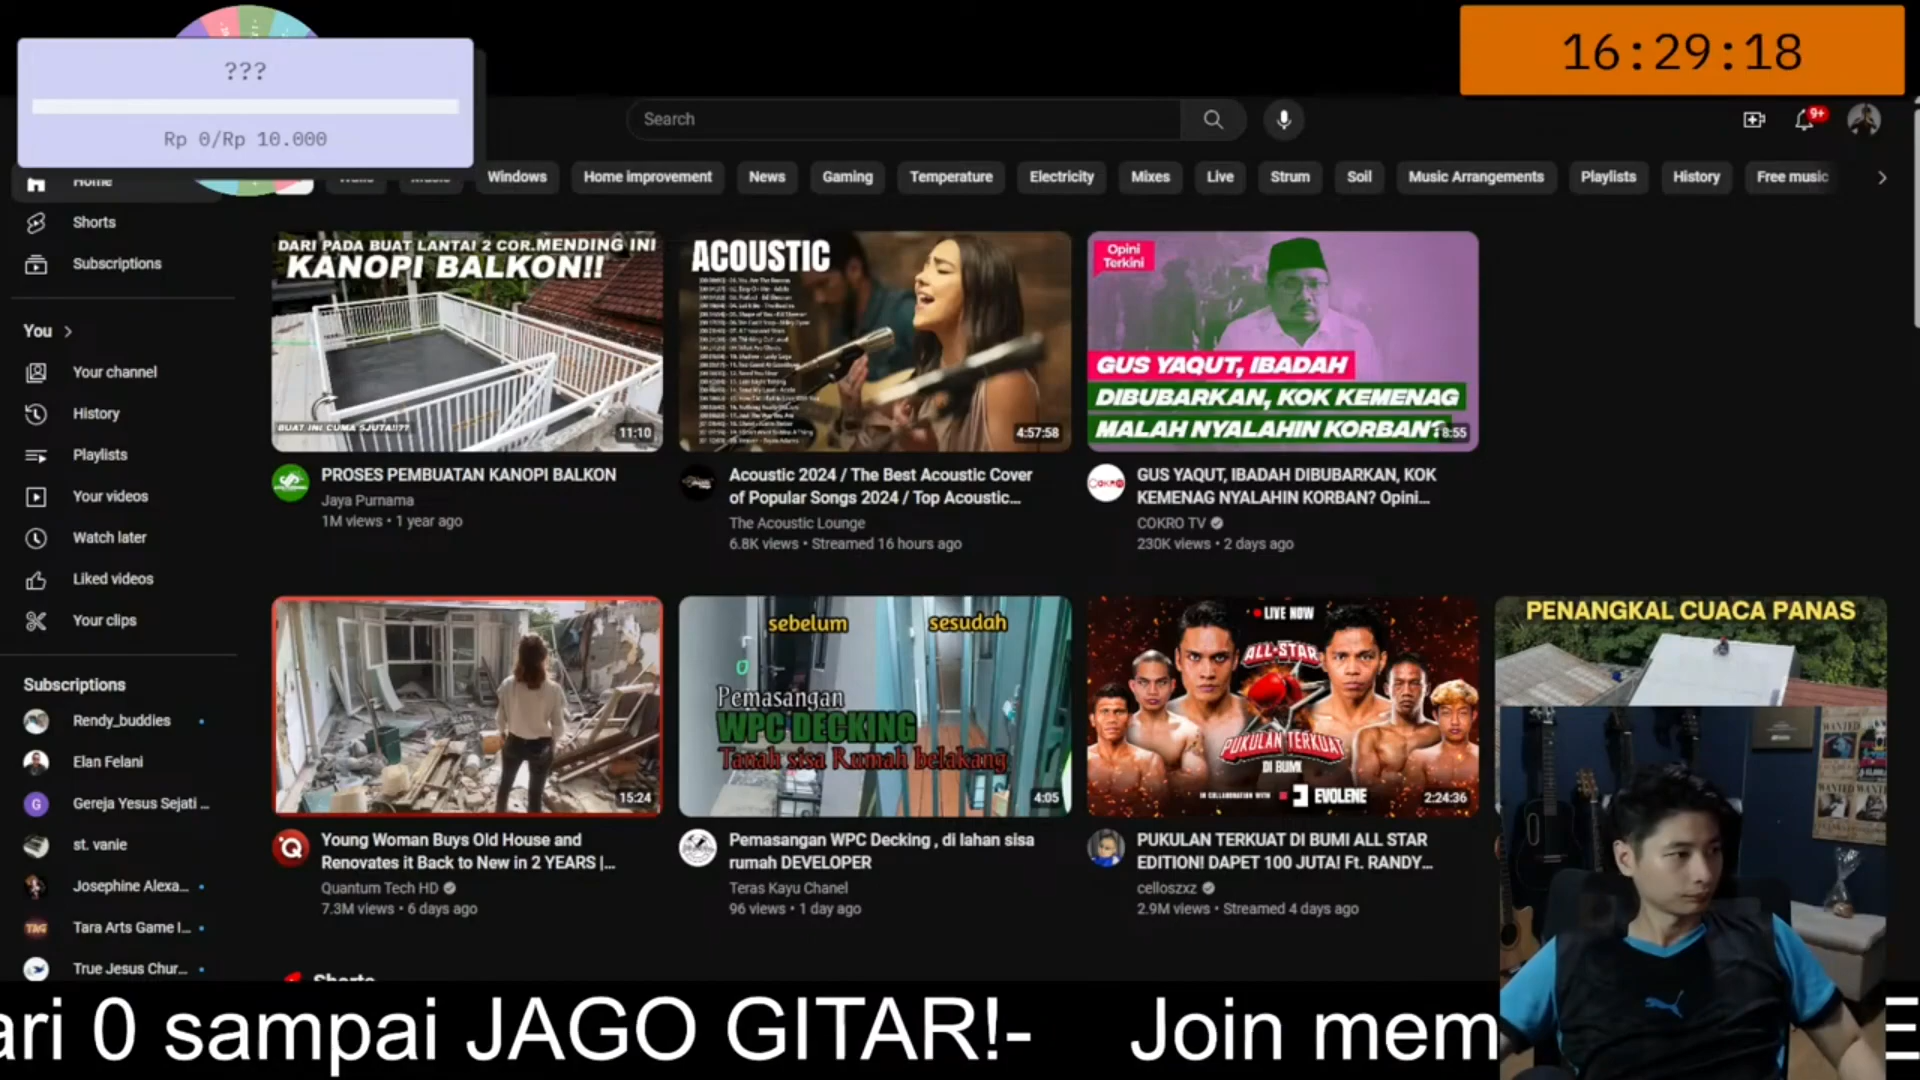 ???
Rp 0/Rp 10.000
16:29:18
Search
9+
Home
Windows
Home improvement
News
Gaming
Temperature
Electricity
Mixes
Live
Strum
Soil
Music Arrangements
Playlists
History
Free music
Shorts
Subscriptions
You
Your channel
History
Playlists
Your videos
Watch later
Liked videos
Your clips
Subscriptions
Rendy_buddies
Elan Felani
G
Gereja Yesus Sejati ...
st. vanie
Josephine Alexa...
Tara Arts Game I...
True Jesus Chur...
DARI PADA BUAT LANTAI 2 COR.MENDING INI
KANOPI BALKON!!
BUAT INI CUMA 5JUTA!!??
11:10
PROSES PEMBUATAN KANOPI BALKON
Jaya Purnama
1M views • 1 year ago
ACOUSTIC
4:57:58
Acoustic 2024 / The Best Acoustic Cover
of Popular Songs 2024 / Top Acoustic...
The Acoustic Lounge
6.8K views • Streamed 16 hours ago
Opini
Terkini
GUS YAQUT, IBADAH
DIBUBARKAN, KOK KEMENAG
MALAH NYALAHIN KORBAN?
8:55
GUS YAQUT, IBADAH DIBUBARKAN, KOK
KEMENAG NYALAHIN KORBAN? Opini...
COKRO TV
230K views • 2 days ago
15:24
Young Woman Buys Old House and
Renovates it Back to New in 2 YEARS |...
Quantum Tech HD
7.3M views • 6 days ago
sebelum
sesudah
Pemasangan
WPC DECKING
Tanah sisa Rumah belakang
4:05
Pemasangan WPC Decking , di lahan sisa
rumah DEVELOPER
Teras Kayu Chanel
96 views • 1 day ago
LIVE NOW
ALL-STAR
PUKULAN TERKUAT
DI BUMI
IN COLLABORATION WITH
EVOLENE
2:24:36
PUKULAN TERKUAT DI BUMI ALL STAR
EDITION! DAPET 100 JUTA! Ft. RANDY...
celloszxz
2.9M views • Streamed 4 days ago
PENANGKAL CUACA PANAS
Shorts
ari 0 sampai JAGO GITAR!- Join mem